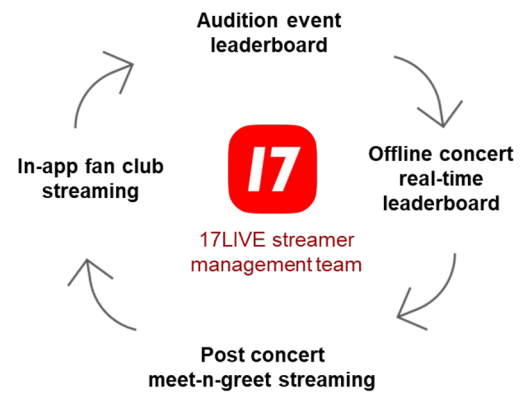 Audition event
leaderboard
Offline concert
real-time
leaderboard
In-app fan club
streaming
17
17LIVE streamer
management team
Post concert
meet-n-greet streaming